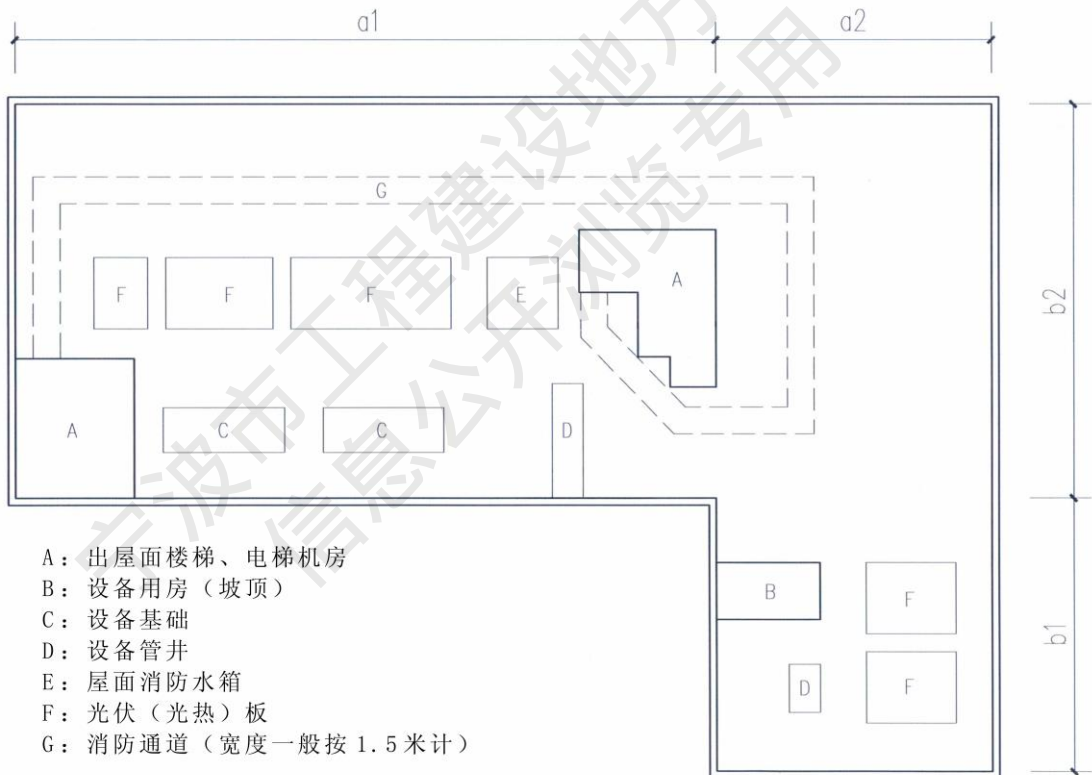 a1
a2
G
F
F
F
E
A
b2
A
C
C
D
A：出屋面楼梯、电梯机房
B：设备用房（坡顶）
C：设备基础
D：设备管井
E：屋面消防水箱
F：光伏（光热）板
G：消防通道（宽度一般按1.5米计）
B
F
b1
D
F
宁波市工程建设地方
信息公开浏览专用